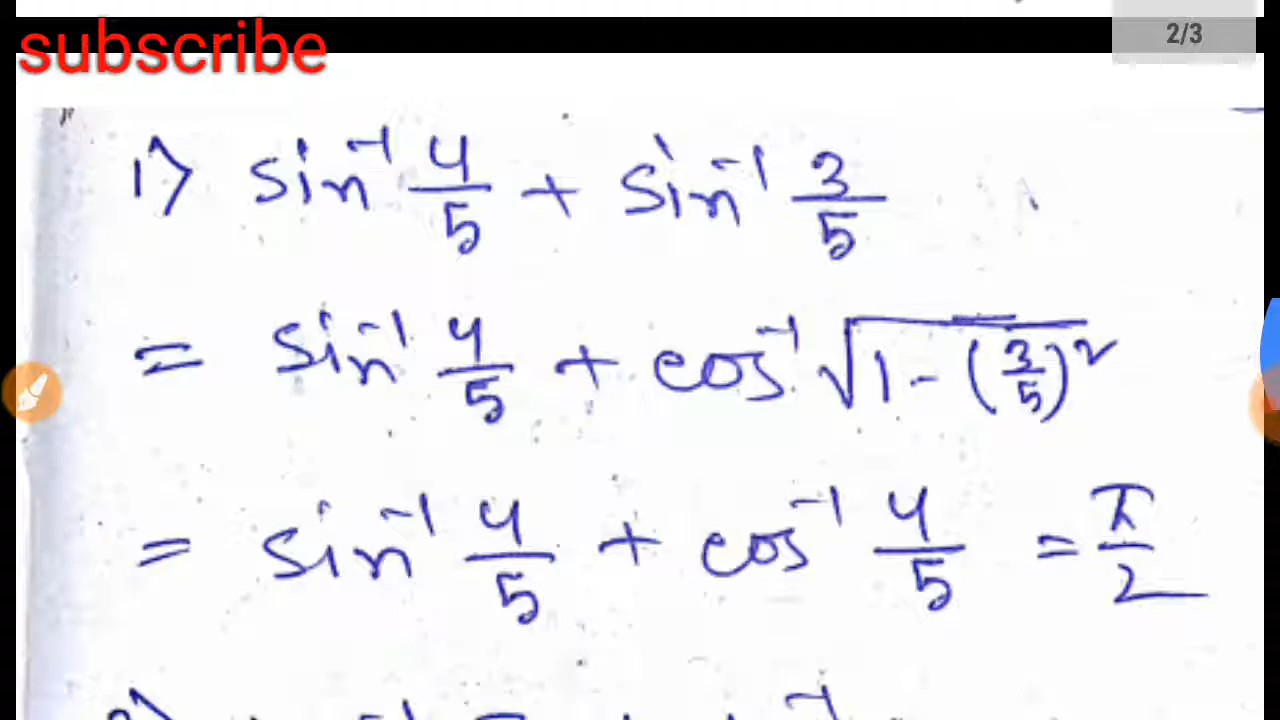 2/3
subscribe
1) sin⁻¹ 4/5 + sin⁻¹ 3/5
= sin⁻¹ 4/5 + cos⁻¹ √1 - (3/5)²
= sin⁻¹ 4/5 + cos⁻¹ 4/5 = π/2